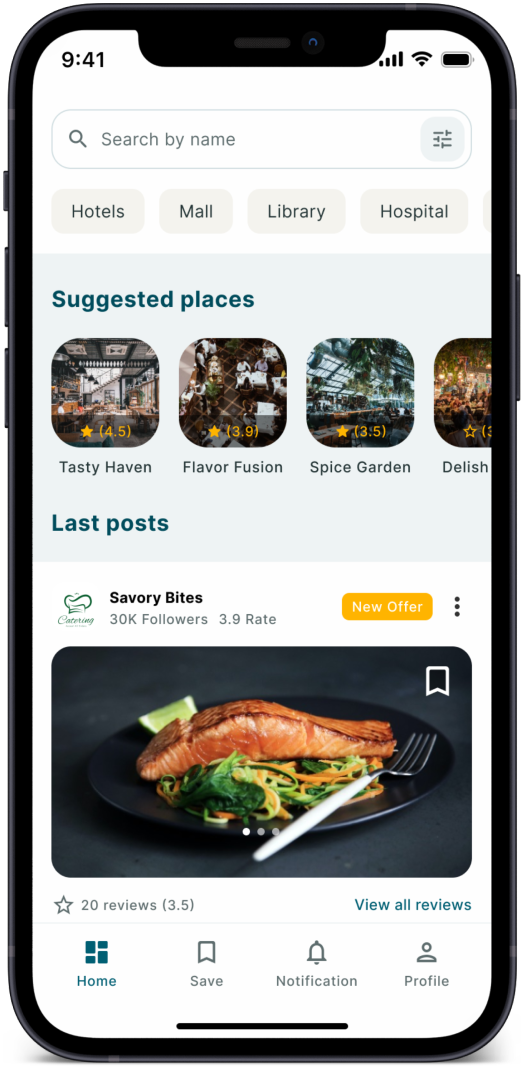 9:41
Search by name
Hotels Mall Library Hospital
Suggested places
(4.5) (3.9) (3.5) (3
Tasty Haven Flavor Fusion Spice Garden Delish
Last posts
Catering
Savory Bites
New Offer
30K Followers 3.9 Rate
20 reviews (3.5) View all reviews
Home Save Notification Profile